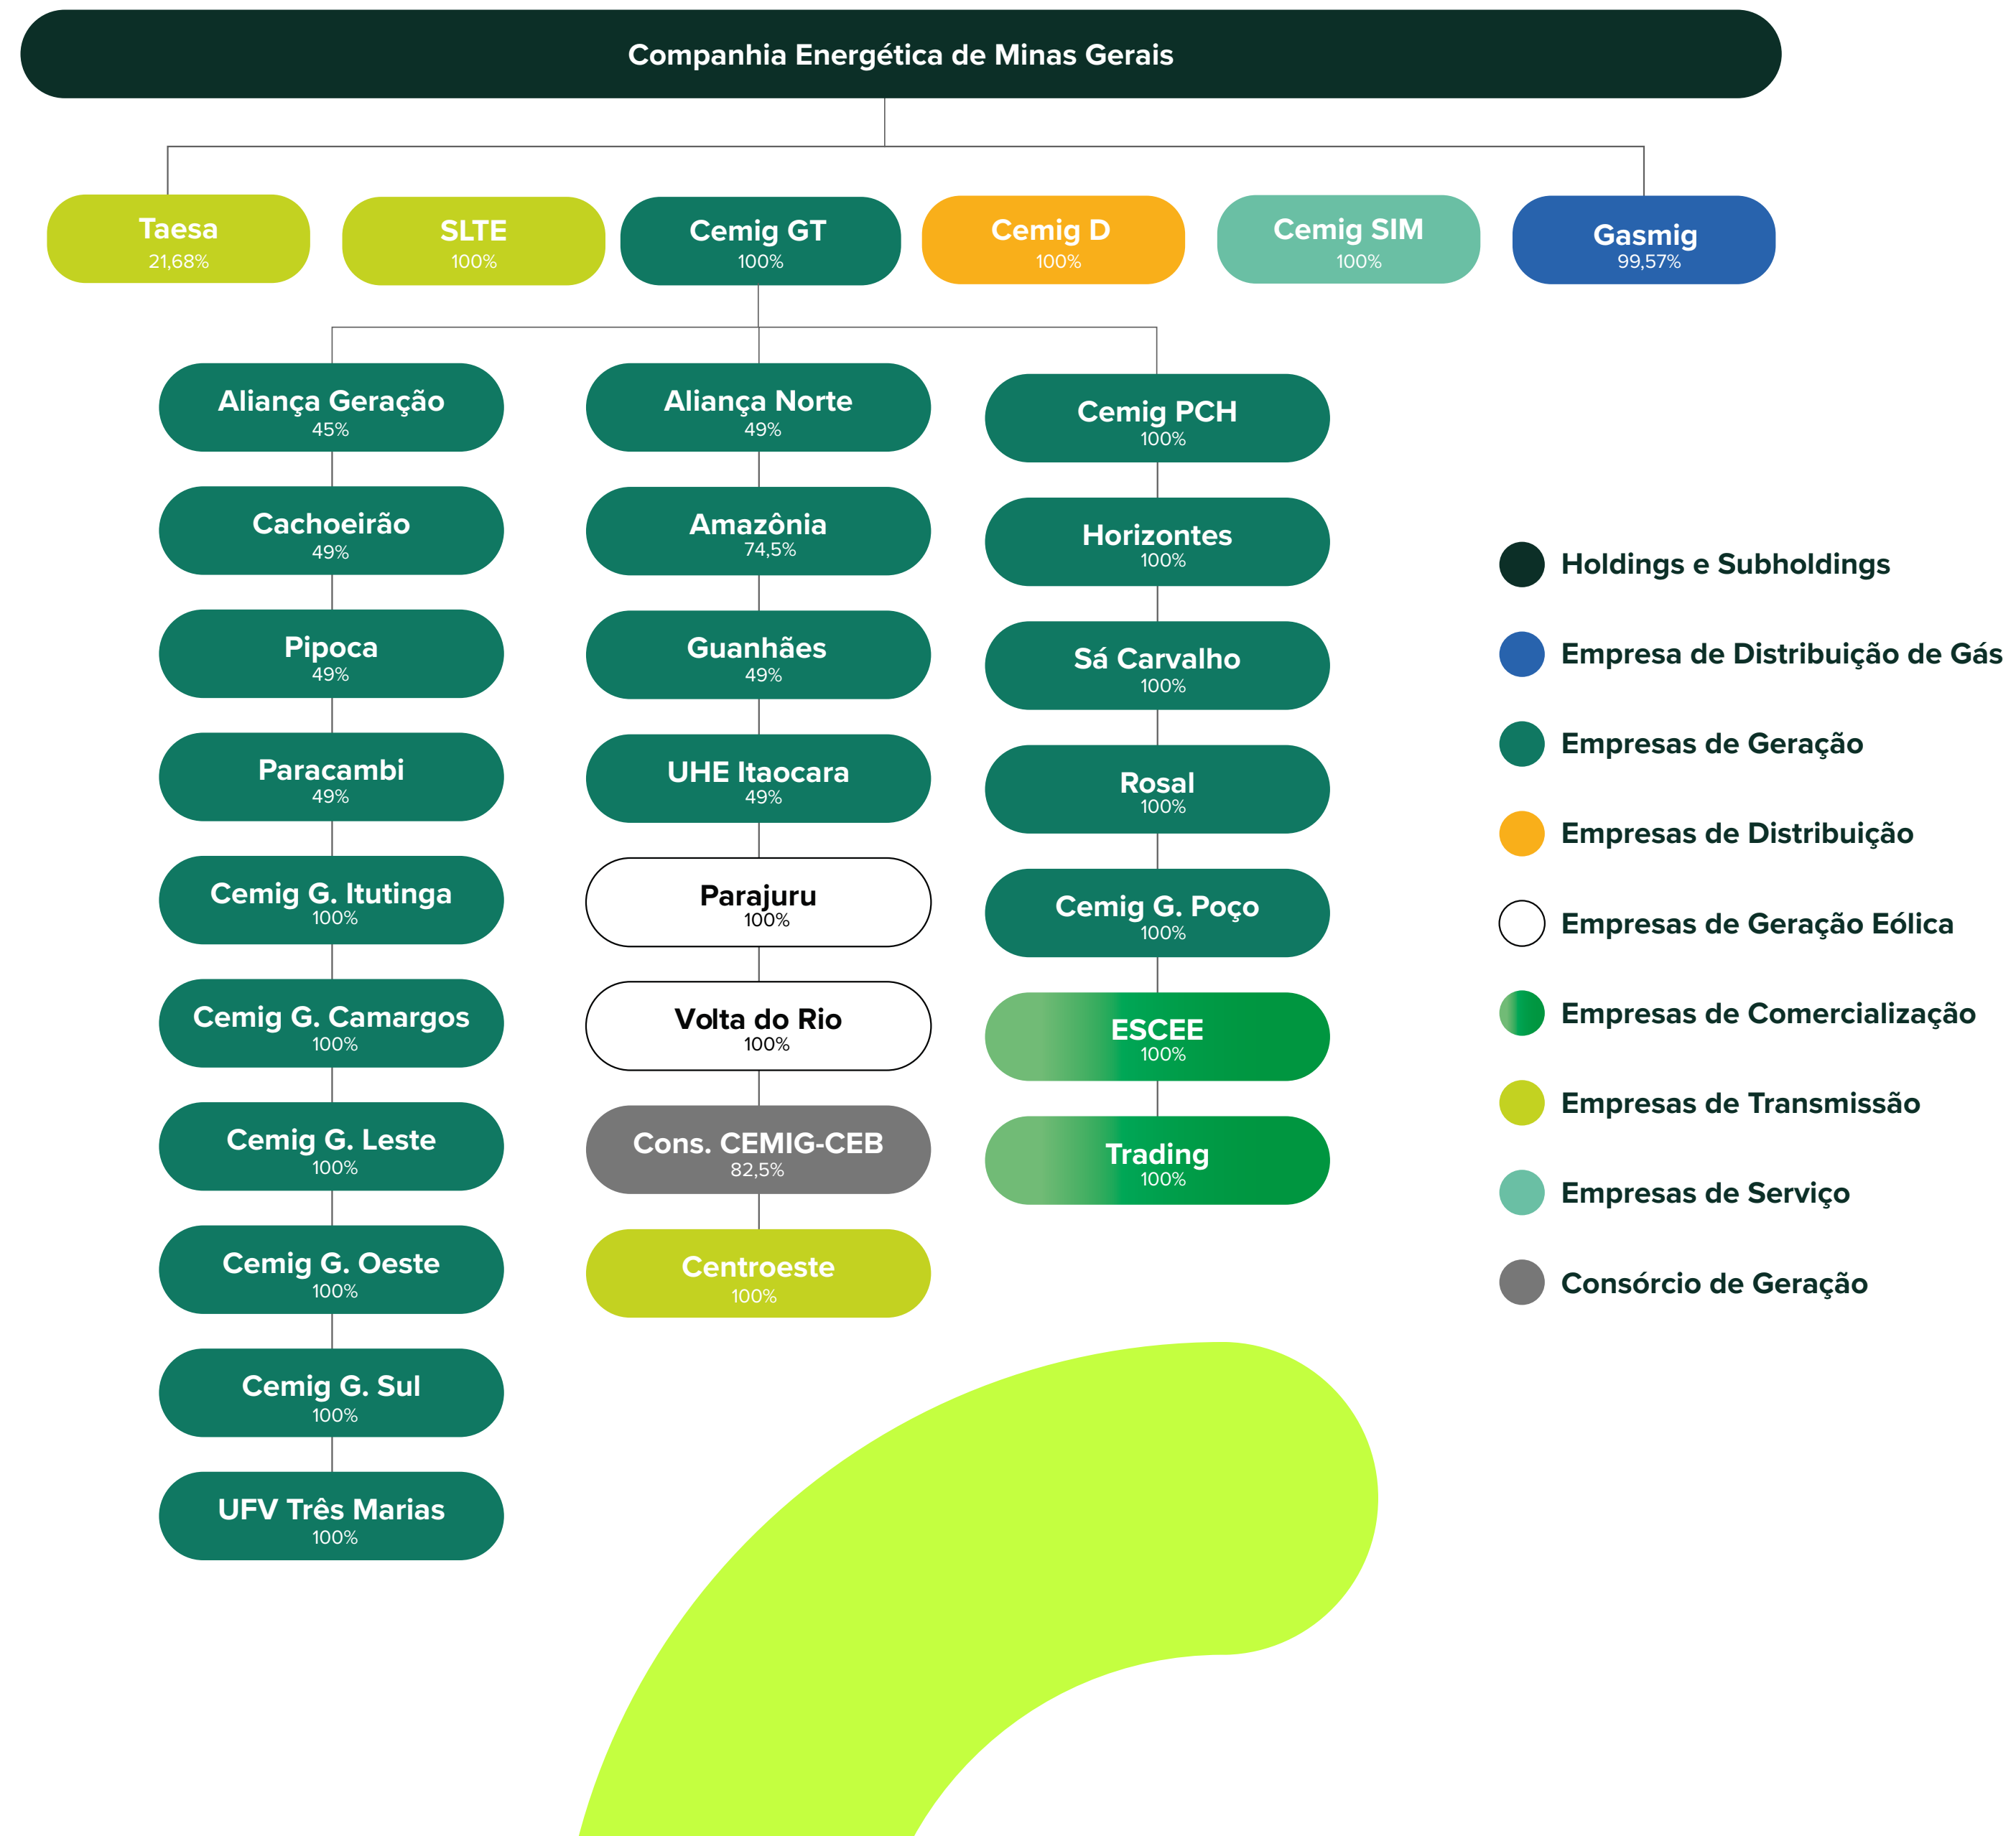 Companhia Energética de Minas Gerais
Taesa
21,68%
SLTE
100%
Cemig GT
100%
Cemig D
100%
Cemig SIM
100%
Gasmig
99,57%
Aliança Geração
45%
Cachoeirão
49%
Pipoca
49%
Paracambi
49%
Cemig G. Itutinga
100%
Cemig G. Camargos
100%
Cemig G. Leste
100%
Cemig G. Oeste
100%
Cemig G. Sul
100%
UFV Três Marias
100%
Aliança Norte
49%
Amazônia
74,5%
Guanhães
49%
UHE Itaocara
49%
Parajuru
100%
Volta do Rio
100%
Cons. CEMIG-CEB
82,5%
Centroeste
100%
Cemig PCH
100%
Horizontes
100%
Sá Carvalho
100%
Rosal
100%
Cemig G. Poço
100%
ESCEE
100%
Trading
100%
Holdings e Subholdings
Empresa de Distribuição de Gás
Empresas de Geração
Empresas de Distribuição
Empresas de Geração Eólica
Empresas de Comercialização
Empresas de Transmissão
Empresas de Serviço
Consórcio de Geração